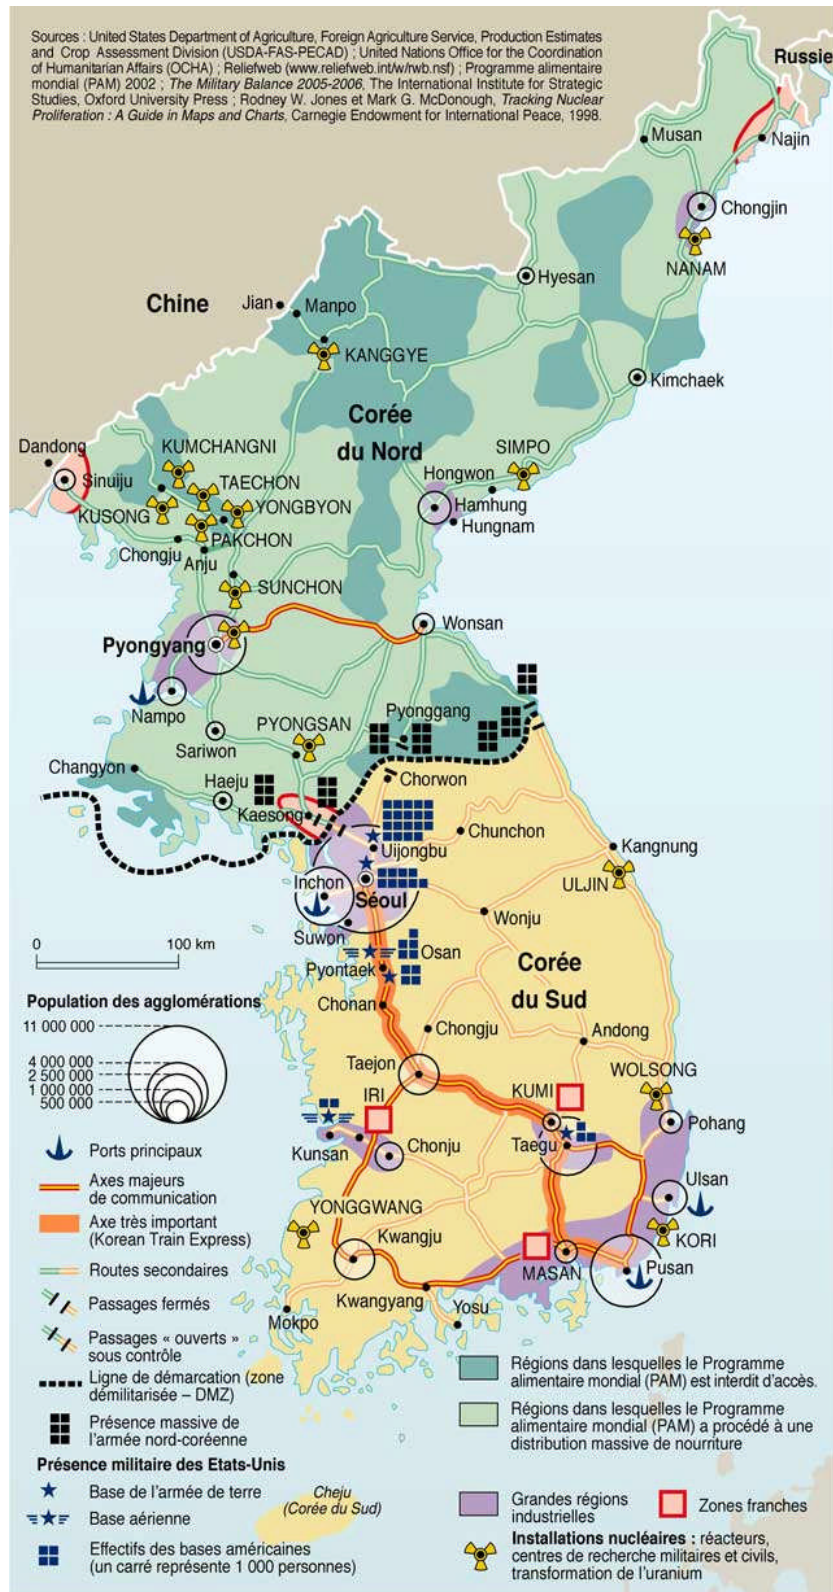 Sources : United States Department of Agriculture, Foreign Agriculture Service, Production Estimates
and Crop Assessment Division (USDA-FAS-PECAD) ; United Nations Office for the Coordination
of Humanitarian Affairs (OCHA) ; Reliefweb (www.reliefweb.int/w/rwb.nsf) ; Programme alimentaire
mondial (PAM) 2002 ; The Military Balance 2005-2006, The International Institute for Strategic
Studies, Oxford University Press ; Rodney W. Jones et Mark G. McDonough, Tracking Nuclear
Proliferation : A Guide in Maps and Charts, Carnegie Endowment for International Peace, 1998.
Russie
Musan
Najin
Chongjin
NANAM
Hyesan
Chine
Jian
Manpo
KANGGYE
Kimchaek
Corée
du Nord
Dandong
Sinuiju
KUMCHANGNI
TAECHON
KUSONG
YONGBYON
PAKCHON
Chongju
Anju
SIMPO
Hongwon
Hamhung
Hungnam
SUNCHON
Wonsan
Pyongyang
Nampo
Sariwon
PYONGSAN
Pyonggang
Changyon
Haeju
Kaesong
Chorwon
Uijongbu
Chunchon
Kangnung
ULJIN
Inchon
Séoul
Suwon
Wonju
Osan
Pyontaek
Chonan
Corée
du Sud
Chongju
Andong
Taejon
WOLSONG
IRI
KUMI
Pohang
Kunsan
Chonju
Taegu
Ulsan
YONGGWANG
Kwangju
KORI
MASAN
Pusan
Kwangyang
Yosu
Mokpo
Cheju
(Corée du Sud)
0 100 km
Population des agglomérations
11 000 000
4 000 000
2 500 000
1 000 000
500 000
Ports principaux
Axes majeurs
de communication
Axe très important
(Korean Train Express)
Routes secondaires
Passages fermés
Passages « ouverts »
sous contrôle
Ligne de démarcation (zone
démilitarisée – DMZ)
Présence massive de
l'armée nord-coréenne
Présence militaire des Etats-Unis
Base de l'armée de terre
Base aérienne
Effectifs des bases américaines
(un carré représente 1 000 personnes)
Régions dans lesquelles le Programme
alimentaire mondial (PAM) est interdit d'accès.
Régions dans lesquelles le Programme
alimentaire mondial (PAM) a procédé à une
distribution massive de nourriture
Grandes régions
industrielles
Zones franches
Installations nucléaires : réacteurs,
centres de recherche militaires et civils,
transformation de l'uranium